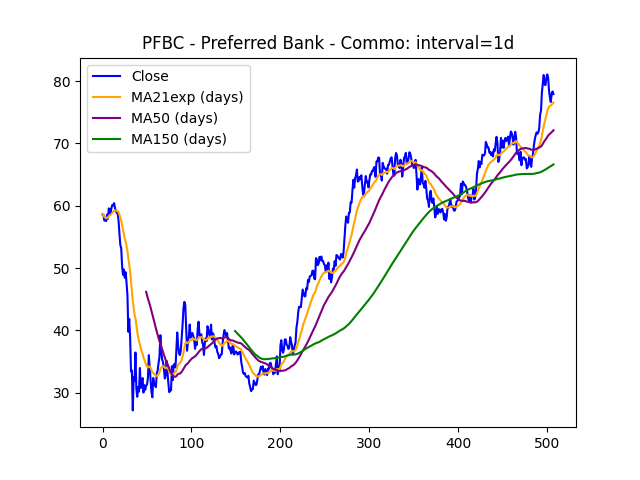 PFBC - Preferred Bank - Commo: interval=1d
Close
MA21exp (days)
MA50 (days)
MA150 (days)
80
70
60
50
40
30
0 100 200 300 400 500